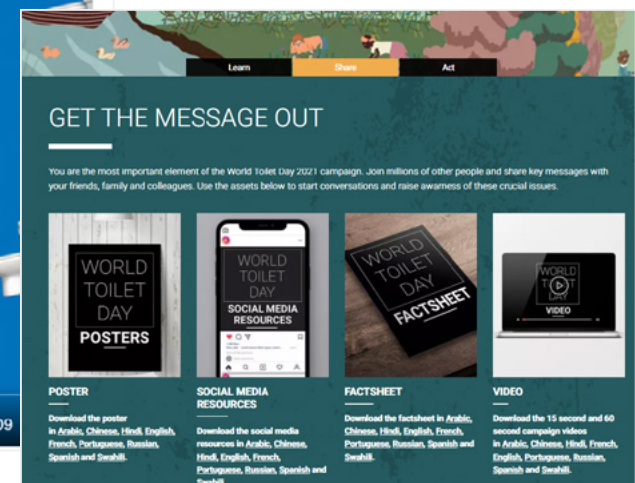 Learn Share Act
GET THE MESSAGE OUT
You are the most important element of the World Toilet Day 2021 campaign. Join millions of other people and share key messages with
your friends, family and colleagues. Use the assets below to start conversations and raise awarness of these crucial issues.
WORLD
TOILET
DAY
POSTERS
WORLD
TOILET
DAY
SOCIAL MEDIA
RESOURCES
WORLD
TOILET
DAY
FACTSHEET
WORLD
TOILET
DAY
VIDEO
POSTER
Download the poster
in Arabic, Chinese, Hindi, English,
French, Portuguese, Russian,
Spanish and Swahili.
SOCIAL MEDIA
RESOURCES
Download the social media
resources in Arabic, Chinese,
Hindi, English, French,
Portuguese, Russian, Spanish and
Swahili.
FACTSHEET
Download the factsheet in Arabic,
Chinese, Hindi, English, French,
Portuguese, Russian, Spanish and
Swahili.
VIDEO
Download the 15 second and 60
second campaign videos
in Arabic, Chinese, Hindi, French,
English, Portuguese, Russian,
Spanish and Swahili.
09